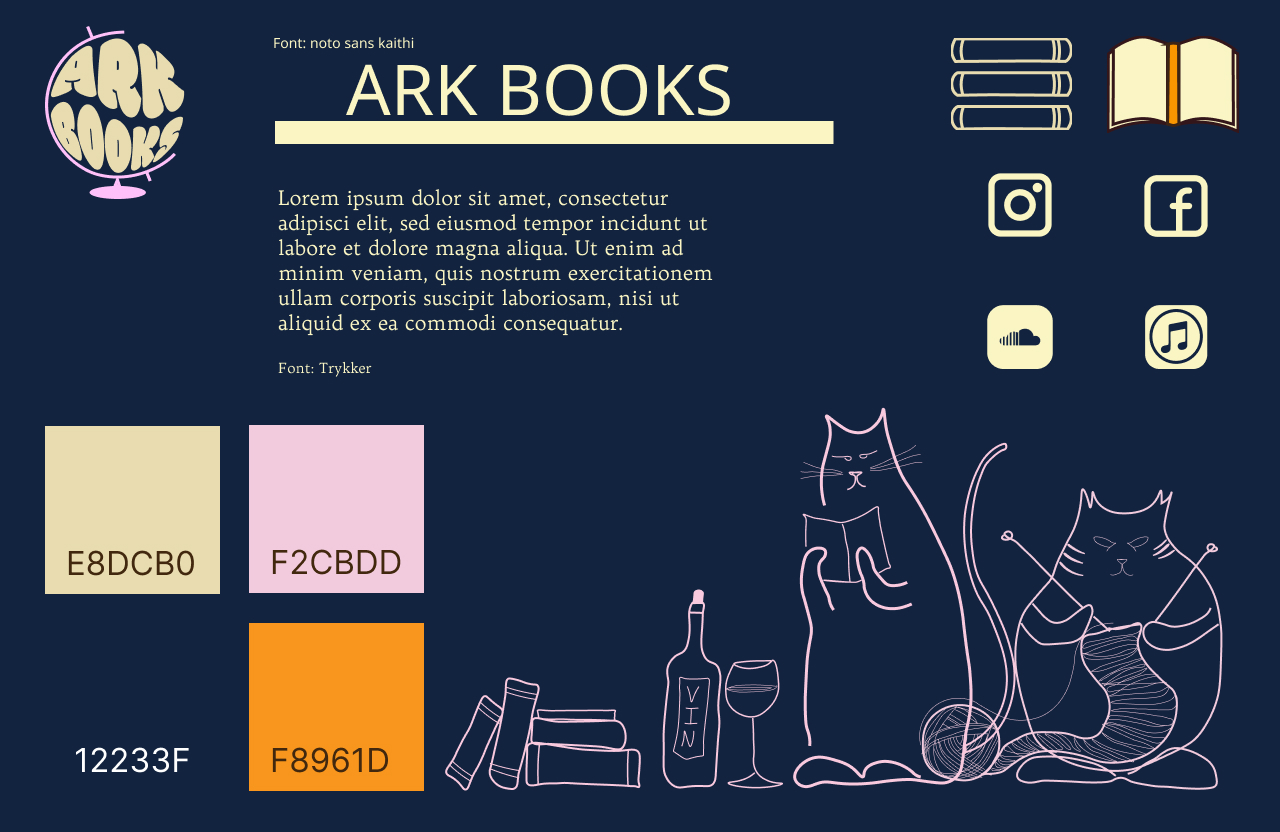 ARK
BOOKS
Font: noto sans kaithi
ARK BOOKS
Lorem ipsum dolor sit amet, consectetur
adipisci elit, sed eiusmod tempor incidunt ut
labore et dolore magna aliqua. Ut enim ad
minim veniam, quis nostrum exercitationem
ullam corporis suscipit laboriosam, nisi ut
aliquid ex ea commodi consequatur.
Font: Trykker
E8DCB0
F2CBDD
12233F
F8961D
VIN